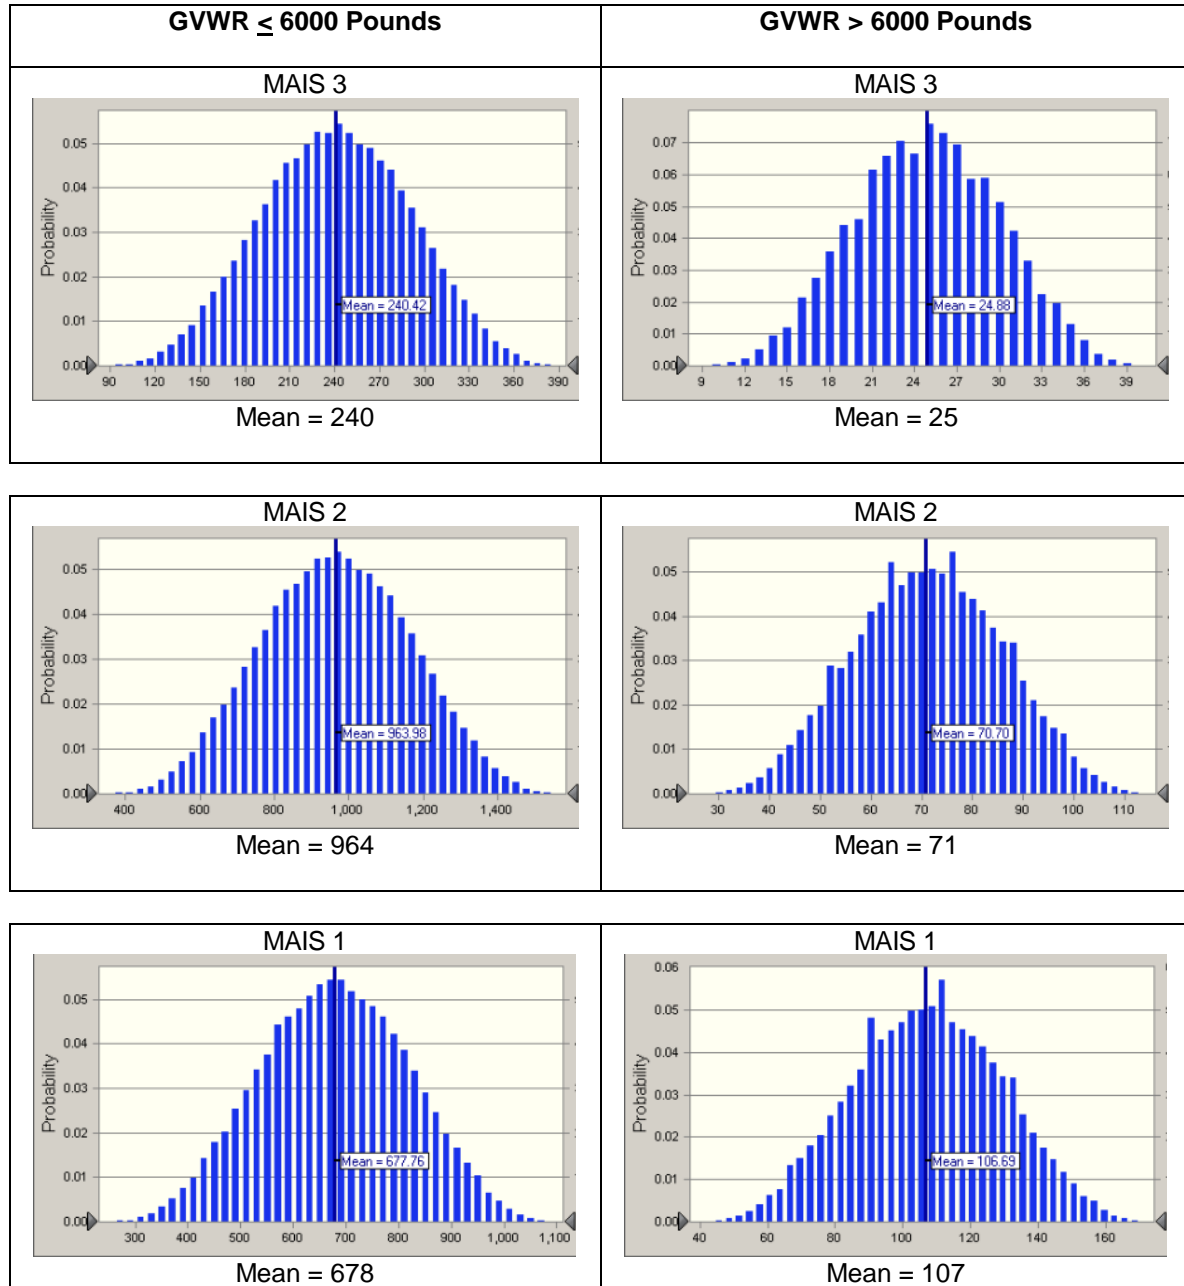 GVWR < 6000 Pounds
GVWR > 6000 Pounds
MAIS 3
Probability
0.05
0.04
0.03
0.02
0.01
0.00
Mean = 240.42
90 120 150 180 210 240 270 300 330 360 390
Mean = 240
MAIS 3
Probability
0.07
0.06
0.05
0.04
0.03
0.02
0.01
0.00
Mean = 24.88
9 12 15 18 21 24 27 30 33 36 39
Mean = 25
MAIS 2
Probability
0.05
0.04
0.03
0.02
0.01
0.00
Mean = 963.98
400 600 800 1,000 1,200 1,400
Mean = 964
MAIS 2
Probability
0.05
0.04
0.03
0.02
0.01
0.00
Mean = 70.70
30 40 50 60 70 80 90 100 110
Mean = 71
MAIS 1
Probability
0.05
0.04
0.03
0.02
0.01
0.00
Mean = 677.76
300 400 500 600 700 800 900 1,000 1,100
Mean = 678
MAIS 1
Probability
0.06
0.05
0.04
0.03
0.02
0.01
0.00
Mean = 106.69
40 60 80 100 120 140 160
Mean = 107